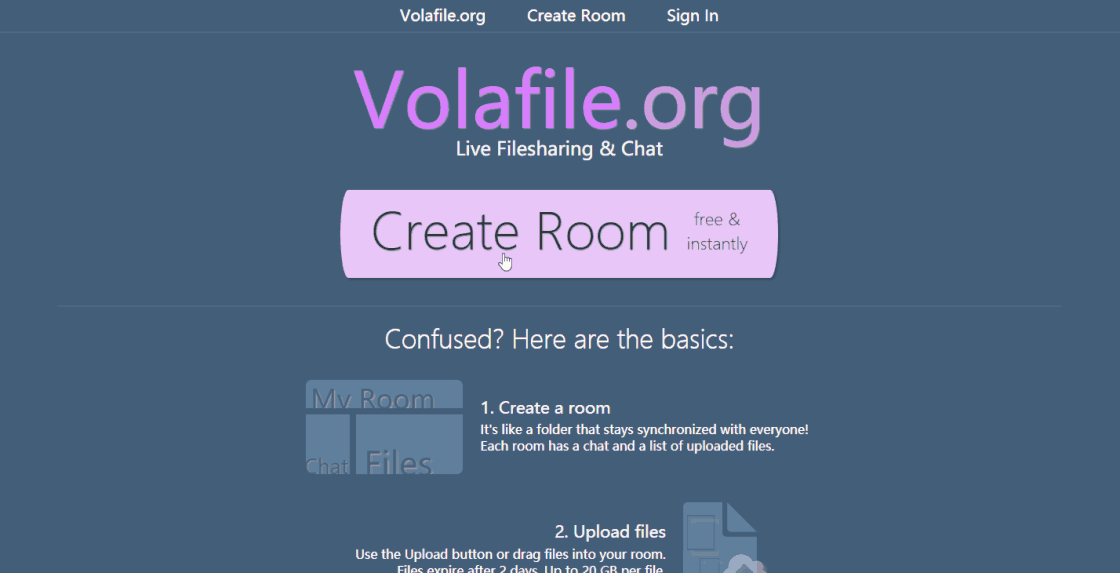 Volafile.org Create Room Sign In
Volafile.org
Live Filesharing & Chat
Create Room free &
instantly
Confused? Here are the basics:
My Room
Chat Files
1. Create a room
It's like a folder that stays synchronized with everyone!
Each room has a chat and a list of uploaded files.
2. Upload files
Use the Upload button or drag files into your room.
Files expire after 2 days. Up to 20 GB per file.